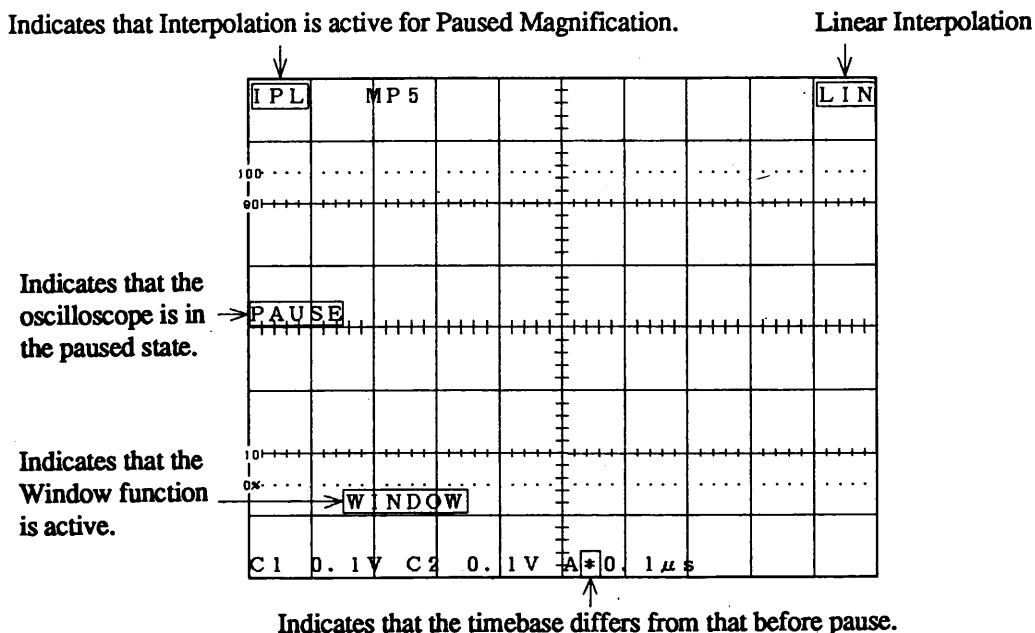 Indicates that Interpolation is active for Paused Magnification.
Linear Interpolation
IPL MP5 LIN
100
90
Indicates that the
oscilloscope is in
the paused state.
PAUSE
10
Indicates that the
Window function
is active.
0%
WINDOW
C1 0.1V C2 0.1V A*0.1μs
Indicates that the timebase differs from that before pause.